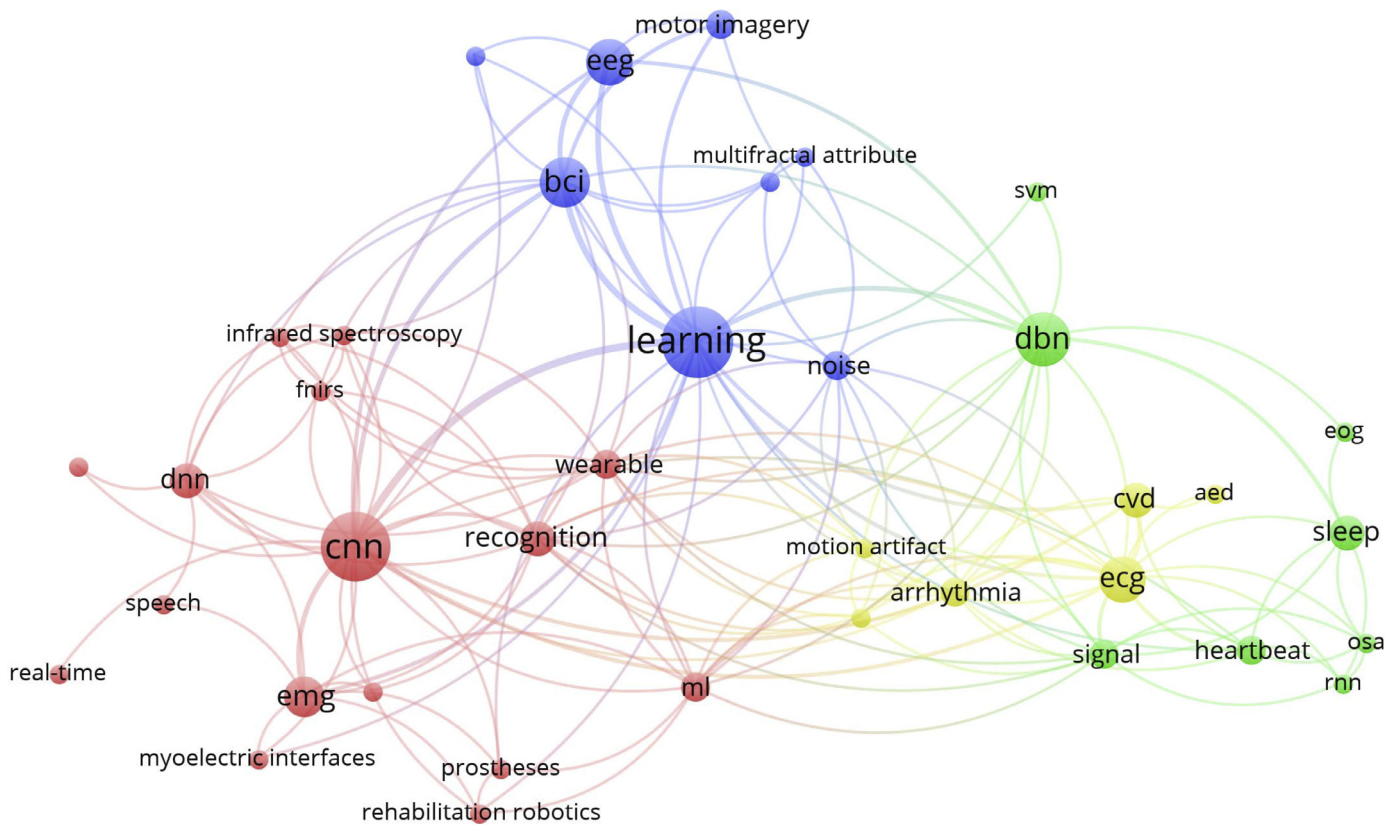 motor imagery
eeg
multifractal attribute
bci
svm
infrared spectroscopy
learning
dbn
noise
fnirs
eog
wearable
dnn
cvd
aed
recognition
sleep
cnn
motion artifact
ecg
arrhythmia
speech
osa
heartbeat
signal
real-time
rnn
emg
ml
myoelectric interfaces
prostheses
rehabilitation robotics